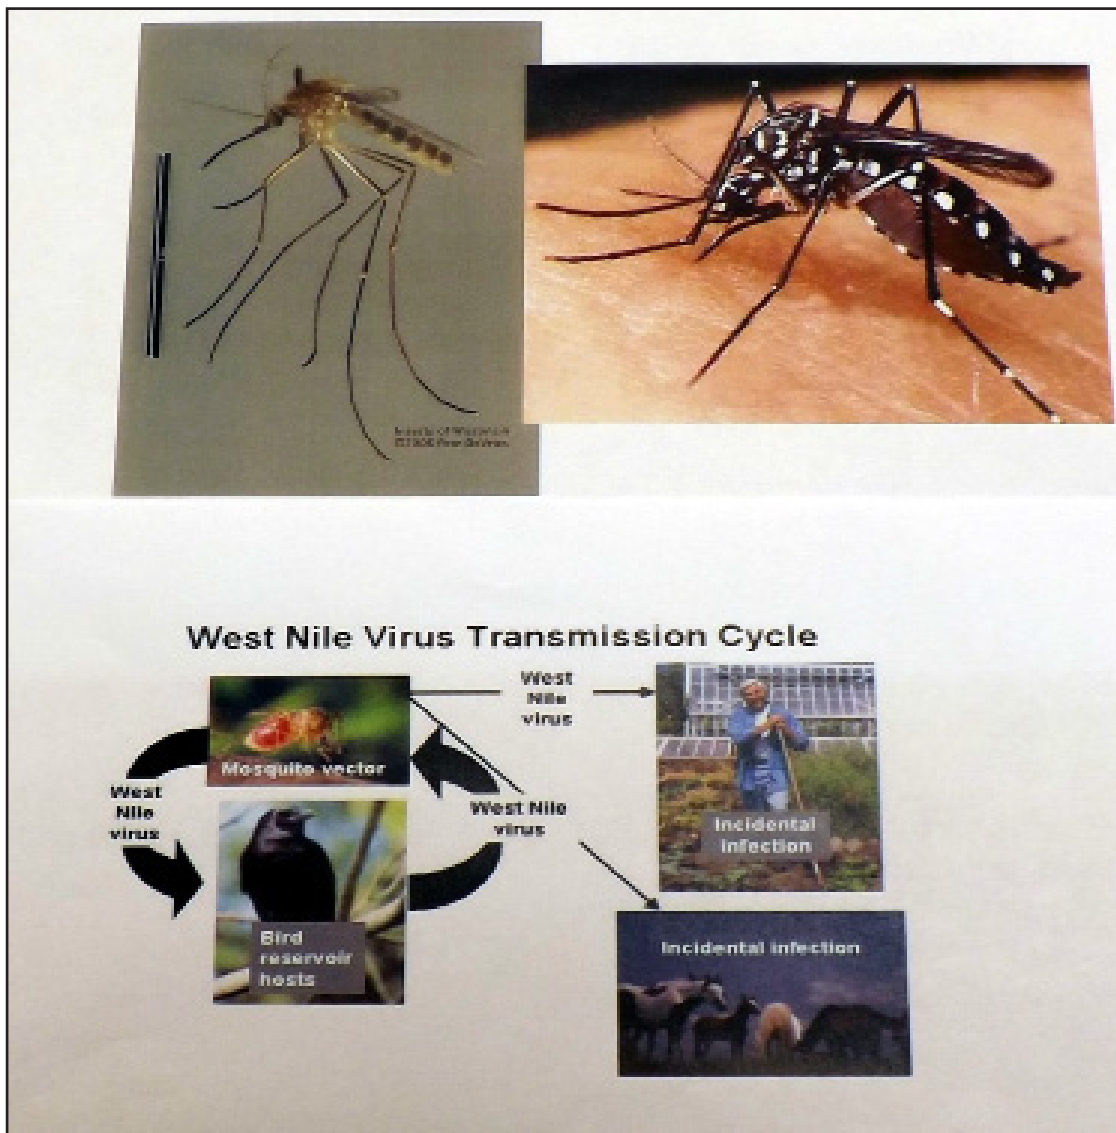 West Nile Virus Transmission Cycle
West
Nile
virus
Mosquito vector
West
Nile
virus
West Nile
virus
Incidental
infection
Bird
reservoir
hosts
Incidental infection